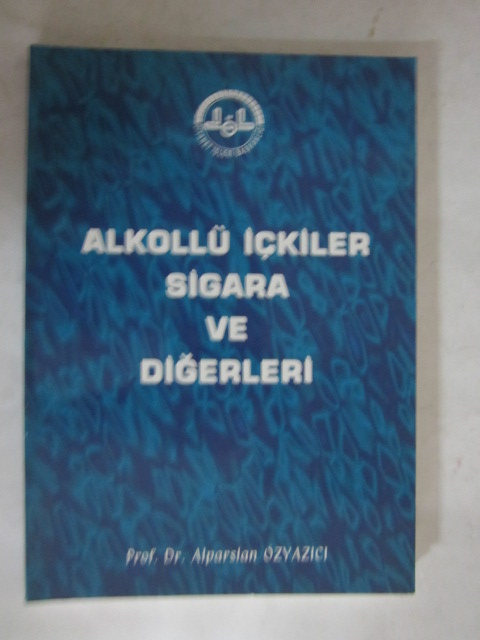 ALKOLLÜ İÇKİLER
SİGARA
VE
DİĞERLERİ
Prof. Dr. Alparslan ÖZYAZICI